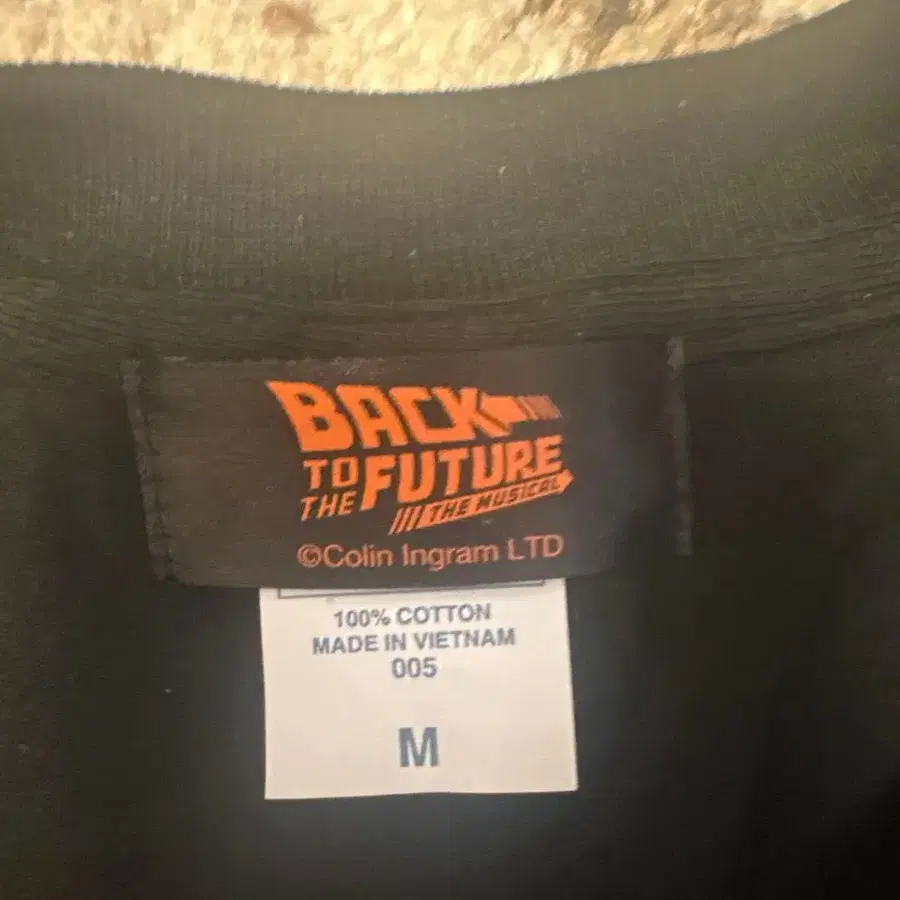 BACK
TO THE FUTURE
THE MUSICAL
©Colin Ingram LTD
100% COTTON
MADE IN VIETNAM
005
M